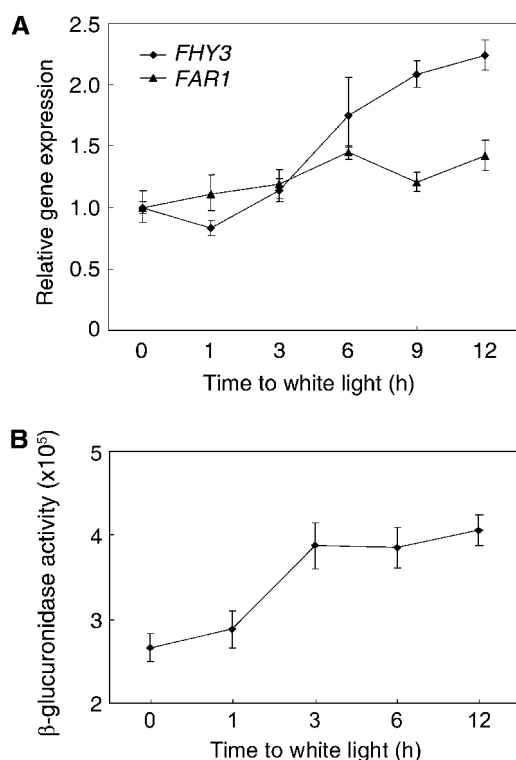 A
FHY3
FAR1
Relative gene expression
2.5
2.0
1.5
1.0
0.5
0
0 1 3 6 9 12
Time to white light (h)
B
β-glucuronidase activity (x10⁵)
5
4
3
2
0 1 3 6 12
Time to white light (h)